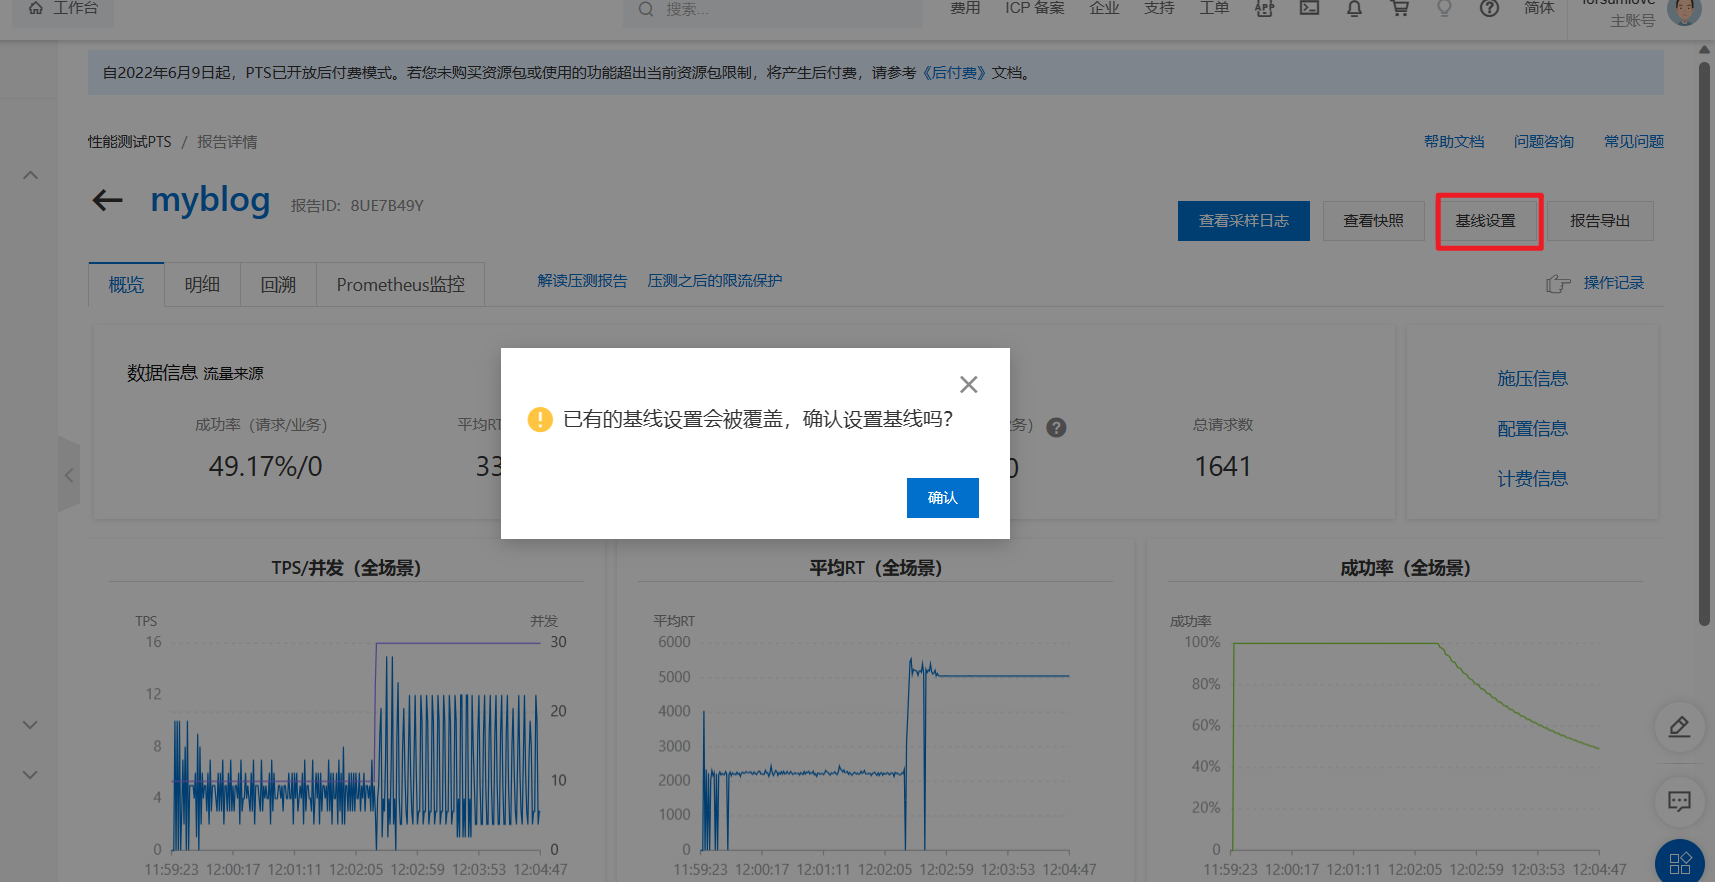 工作台
搜索...
费用
ICP 备案
企业
支持
工单
APP
简体
主账号
自2022年6月9日起，PTS已开放后付费模式。若您未购买资源包或使用的功能超出当前资源包限制，将产生后付费，请参考《后付费》文档。
性能测试PTS / 报告详情
帮助文档
问题咨询
常见问题
myblog
报告ID: 8UE7B49Y
查看采样日志
查看快照
基线设置
报告导出
概览
明细
回溯
Prometheus监控
解读压测报告
压测之后的限流保护
操作记录
数据信息 流量来源
成功率（请求/业务）
49.17%/0
平均RT
33
务）
0
总请求数
1641
施压信息
配置信息
计费信息
已有的基线设置会被覆盖，确认设置基线吗？
确认
TPS/并发（全场景）
TPS
并发
16
12
8
4
0
30
20
10
0
11:59:23 12:00:17 12:01:11 12:02:05 12:02:59 12:03:53 12:04:47
平均RT（全场景）
平均RT
6000
5000
4000
3000
2000
1000
0
11:59:23 12:00:17 12:01:11 12:02:05 12:02:59 12:03:53 12:04:47
成功率（全场景）
成功率
100%
80%
60%
40%
20%
0
11:59:23 12:00:17 12:01:11 12:02:05 12:02:59 12:03:53 12:04:47